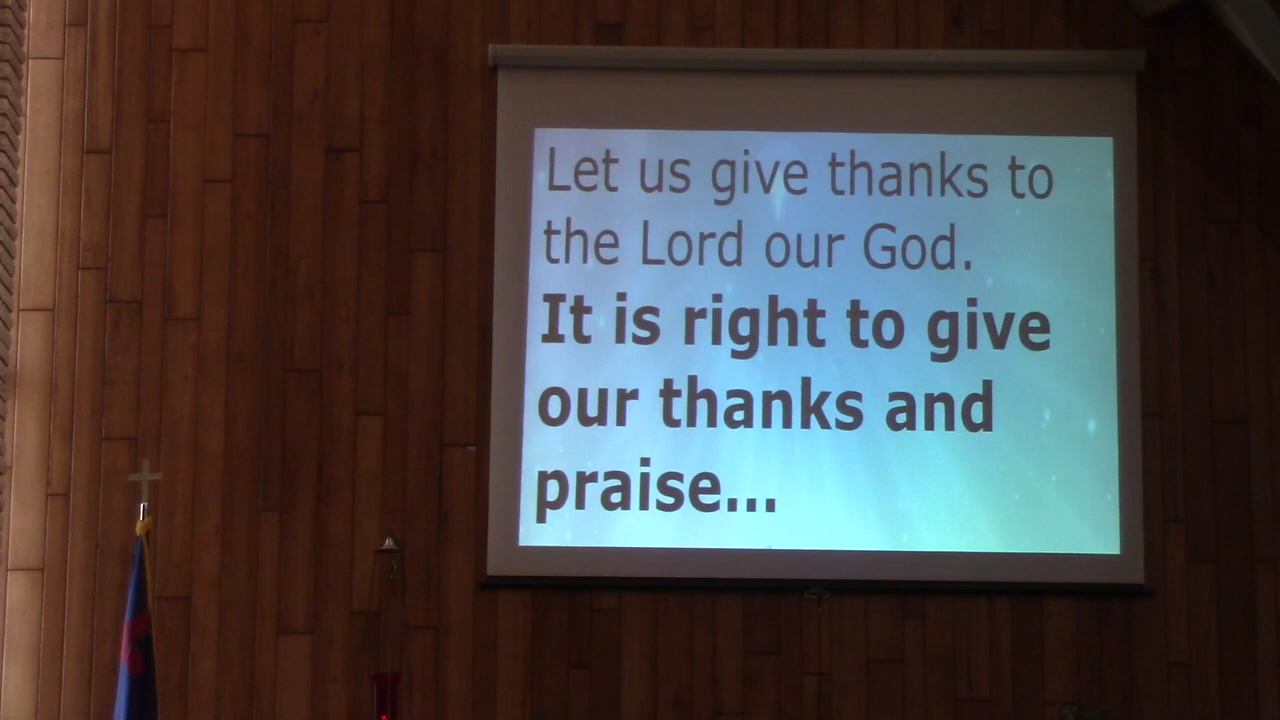 Let us give thanks to
the Lord our God.
It is right to give
our thanks and
praise...